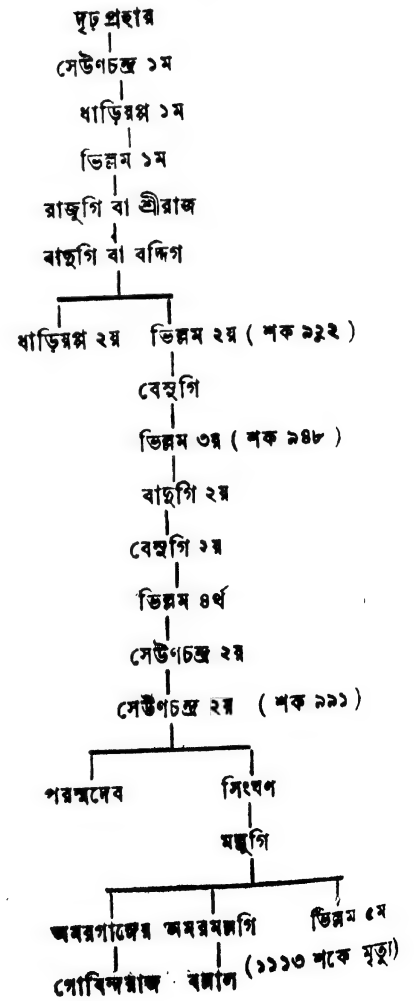 দৃঢ়প্রহার
সেউণচন্দ্র ১ম
ধাড়িয়প্প ১ম
ভিল্লম ১ম
রাজুগি বা শ্রীরাজ
বাদুগি বা বদ্দিগ
ধাড়িয়প্প ২য় ভিল্লম ২য় ( শক ৯২২ )
বেসুগি
ভিল্লম ৩য় ( শক ৯৪৮ )
বাদুগি ২য়
বেসুগি ২য়
ভিল্লম ৪র্থ
সেউণচন্দ্র ২য়
সেউণচন্দ্র ২য় ( শক ৯৯১ )
পরম্মদেব সিংঘণ
মল্লুগি
অমরগাঙ্গেয় অমরমল্লগি ভিল্লম ৫ম
গোবিন্দরাজ বল্লাল (১১১৩ শকে মৃত্যু)